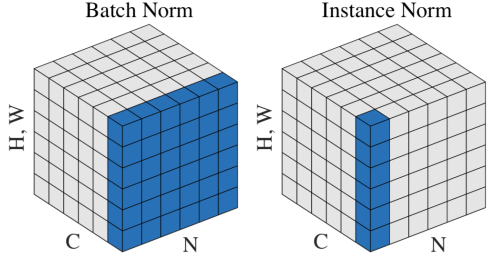 Batch Norm
H, W
C
N
Instance Norm
H, W
C
N